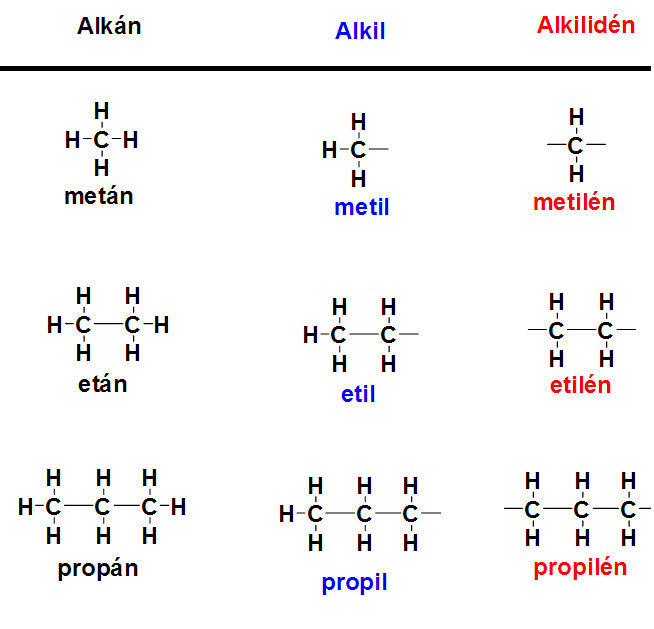 Alkán Alkil Alkilidén
H H H
H C H H C C
H H H
metán metil metilén
H H H H H H
H C C H H C C C C
H H H H H H
etán etil etilén
H H H H H H H H H
H C C C H H C C C C C C
H H H H H H H H H
propán propil propilén